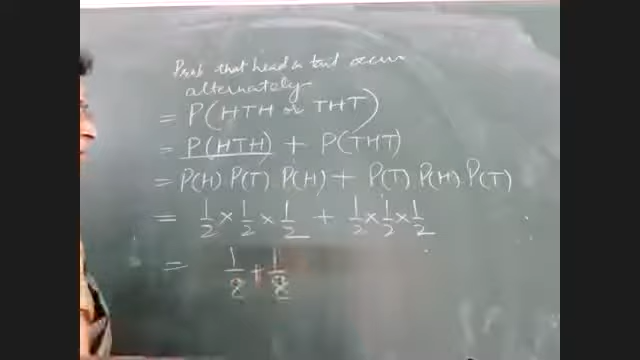 Prob that head & tail occur
alternately
= P(HTH or THT)
= P(HTH) + P(THT)
= P(H) P(T) P(H) + P(T) P(H) P(T)
= 1/2 × 1/2 × 1/2 + 1/2 × 1/2 × 1/2
= 1/8 + 1/8